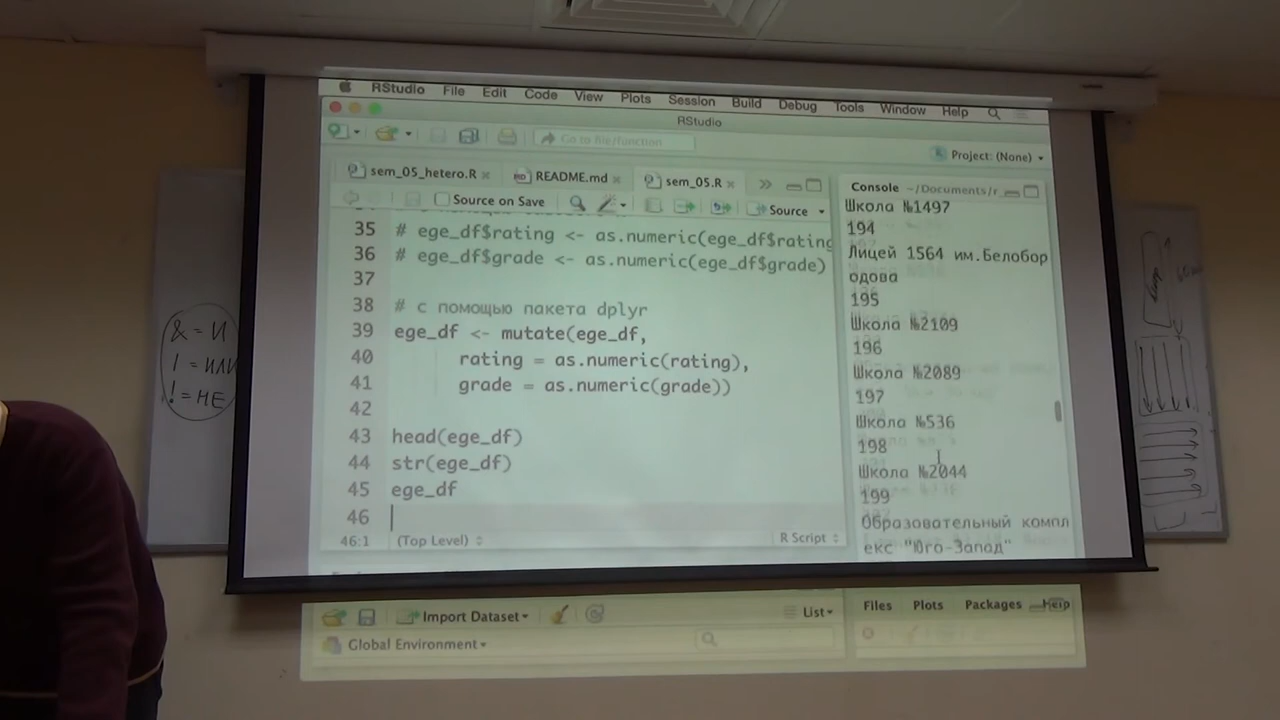 RStudio File Edit Code View Plots Session Build Debug Tools Window Help
RStudio
Go to file/function
Project: (None)
sem_05_hetero.R
README.md
sem_05.R
Source on Save
Source
35 # ege_df$rating <- as.numeric(ege_df$rating
36 # ege_df$grade <- as.numeric(ege_df$grade)
37
38 # с помощью пакета dplyr
39 ege_df <- mutate(ege_df,
40 rating = as.numeric(rating),
41 grade = as.numeric(grade))
42
43 head(ege_df)
44 str(ege_df)
45 ege_df
46
46:1 (Top Level) R Script
Console ~/Documents/r
Школа №1497
194
Лицей 1564 им.Белобор
одова
195
Школа №2109
196
Школа №2089
197
Школа №536
198
Школа №2044
199
Образовательный компл
екс "Юго-Запад"
Import Dataset
List
Global Environment
Files Plots Packages Help
& = И
| = ИЛИ
! = НЕ